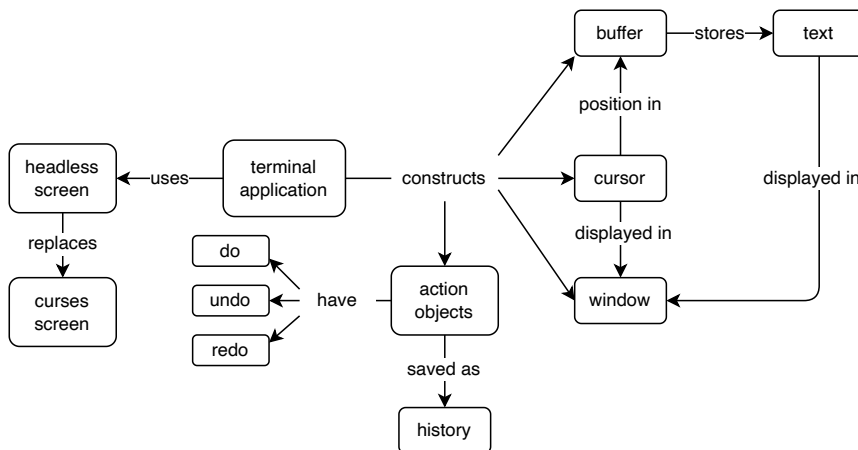 buffer
stores
text
position in
headless
screen
uses
terminal
application
constructs
cursor
displayed in
replaces
do
displayed in
curses
screen
undo
have
action
objects
window
redo
saved as
history